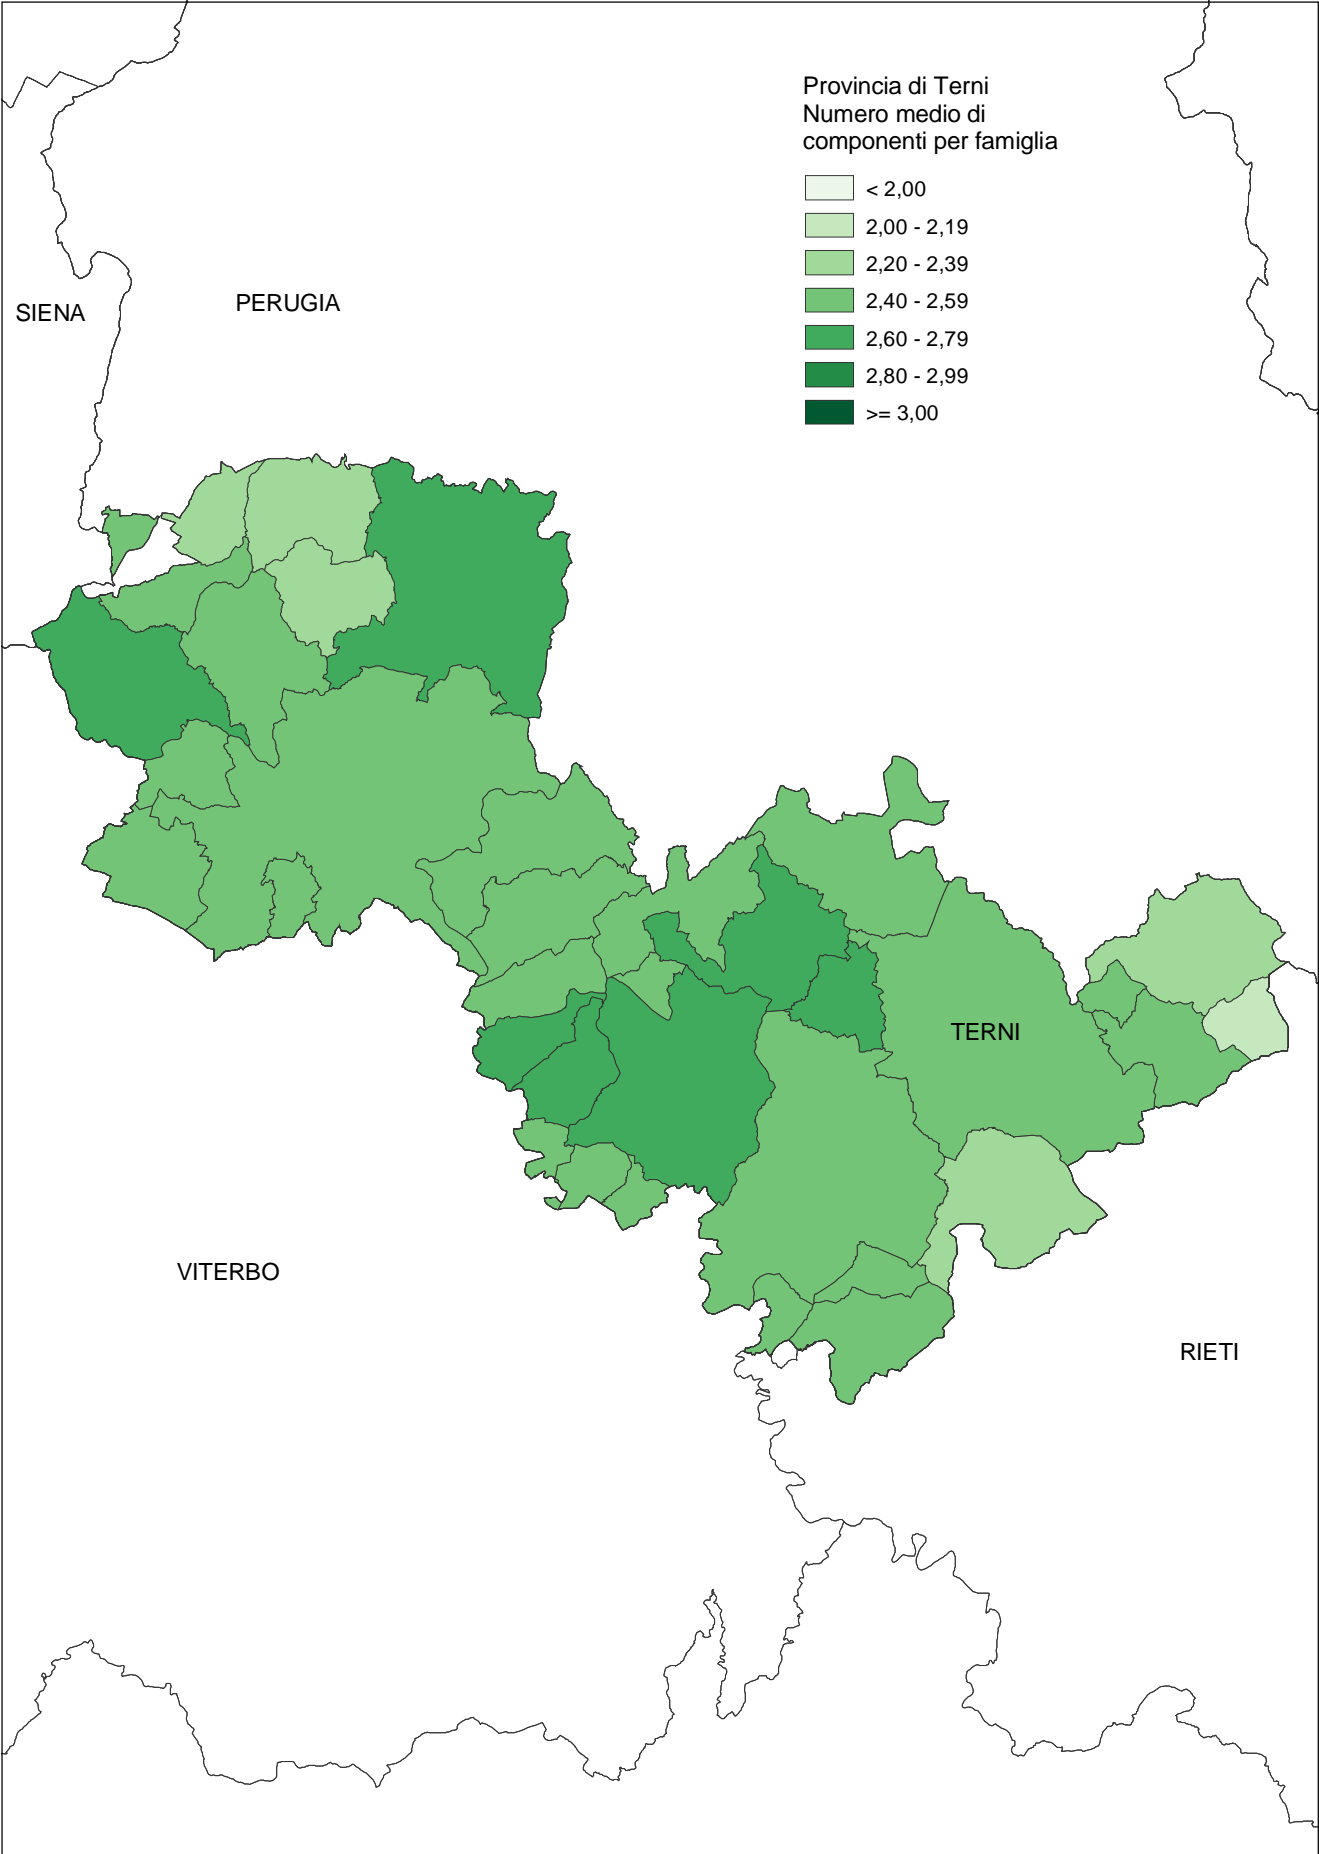 Provincia di Terni
Numero medio di
componenti per famiglia
< 2,00
2,00 - 2,19
2,20 - 2,39
2,40 - 2,59
2,60 - 2,79
2,80 - 2,99
>= 3,00
SIENA
PERUGIA
TERNI
VITERBO
RIETI